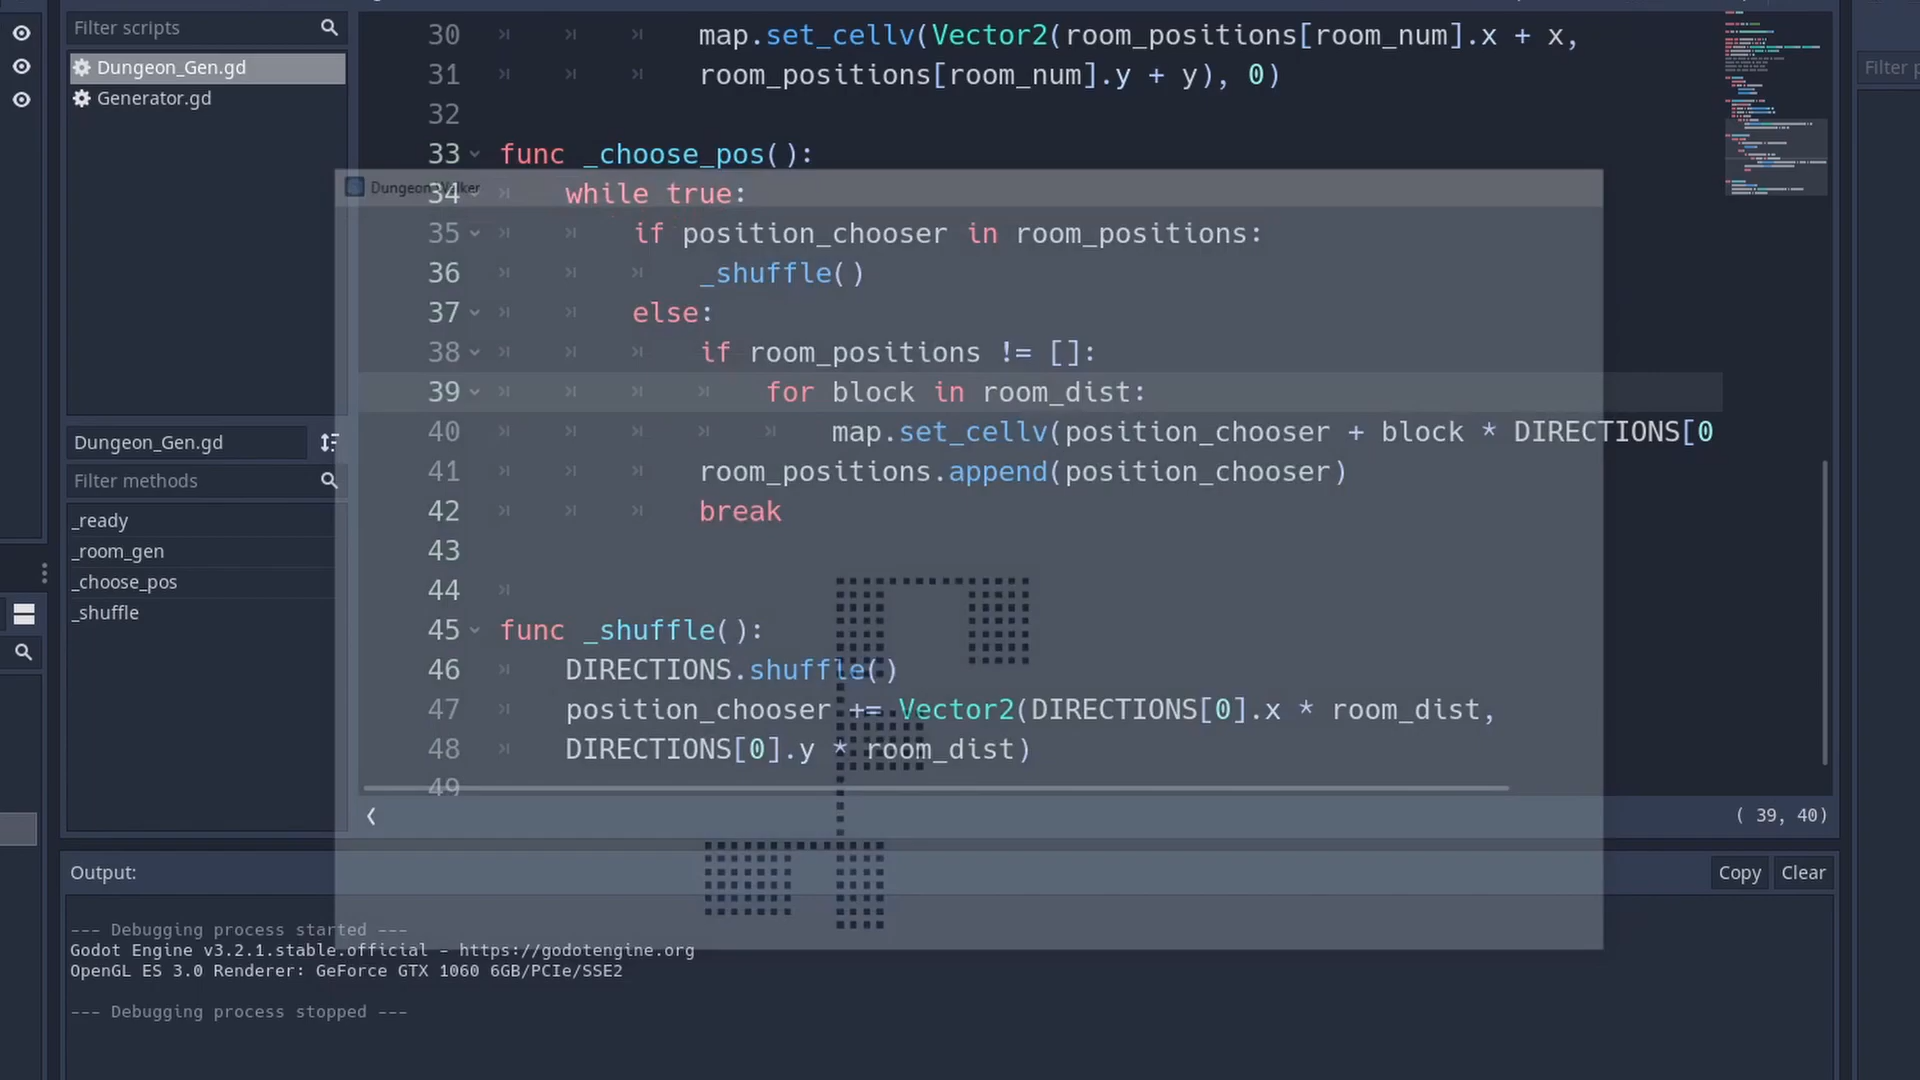 Filter scripts
Dungeon_Gen.gd
Generator.gd
Dungeon_Gen.gd
Filter methods
_ready
_room_gen
_choose_pos
_shuffle
30 map.set_cellv(Vector2(room_positions[room_num].x + x,
31 room_positions[room_num].y + y), 0)
32
33 func _choose_pos():
34 while true:
35 if position_chooser in room_positions:
36 _shuffle()
37 else:
38 if room_positions != []:
39 for block in room_dist:
40 map.set_cellv(position_chooser + block * DIRECTIONS[0
41 room_positions.append(position_chooser)
42 break
43
44
45 func _shuffle():
46 DIRECTIONS.shuffle()
47 position_chooser += Vector2(DIRECTIONS[0].x * room_dist,
48 DIRECTIONS[0].y * room_dist)
49
( 39, 40)
Filter p
Output:
Copy
Clear
--- Debugging process started ---
Godot Engine v3.2.1.stable.official - https://godotengine.org
OpenGL ES 3.0 Renderer: GeForce GTX 1060 6GB/PCIe/SSE2
--- Debugging process stopped ---